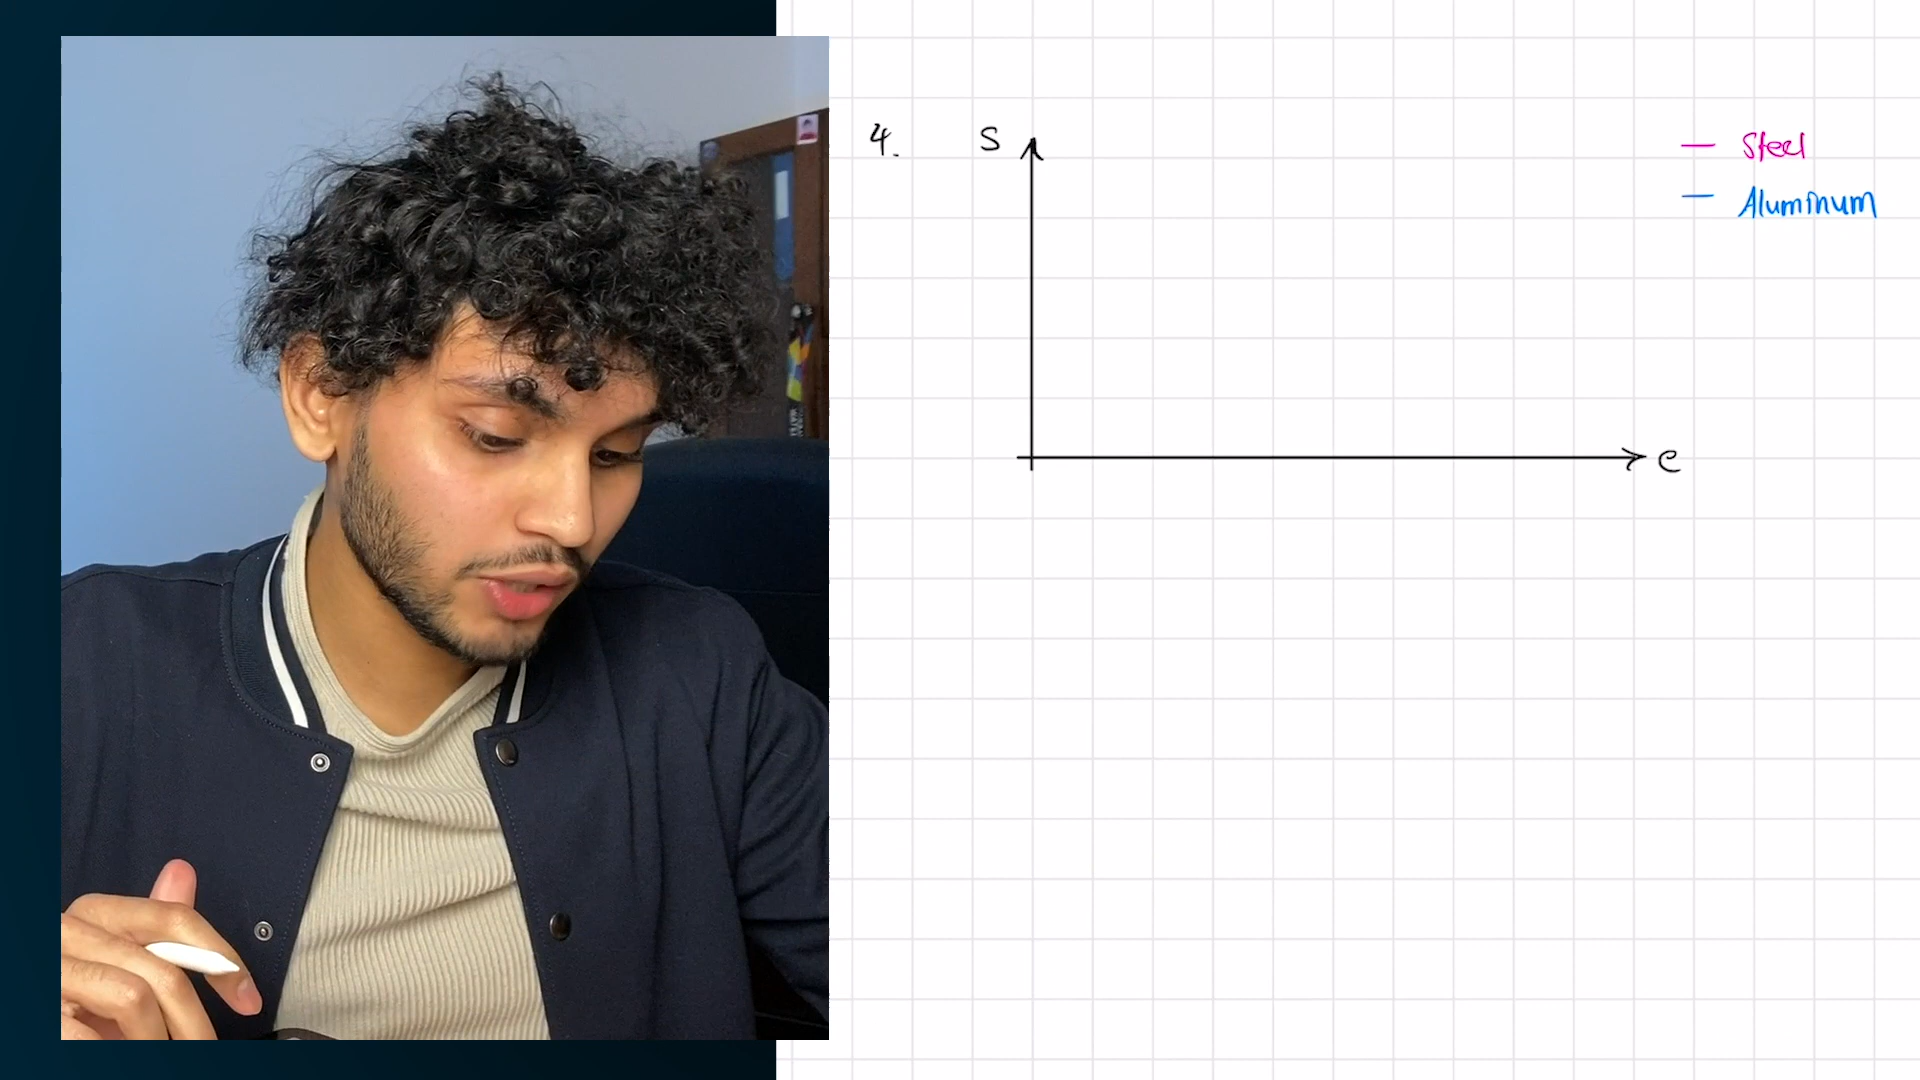 4.
S
— Steel
— Aluminum
e